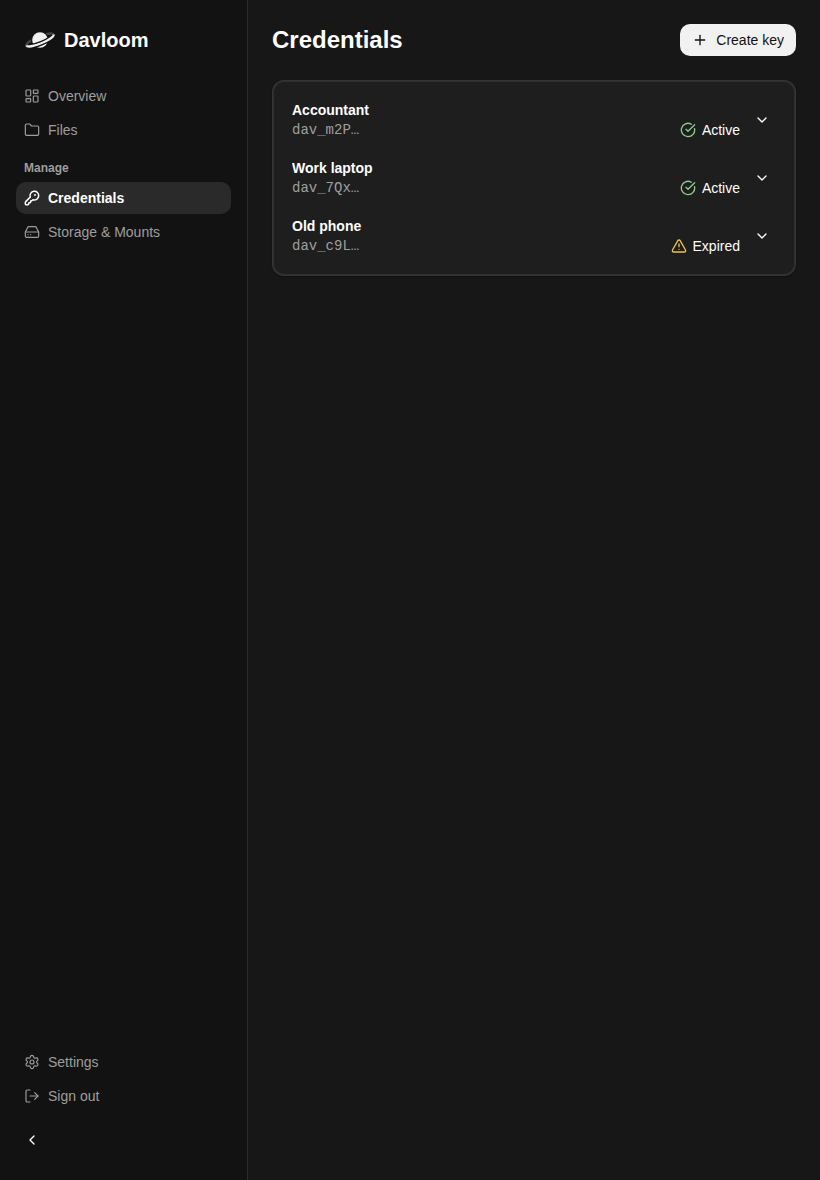 Davloom
Overview
Files
Manage
Credentials
Storage & Mounts
Settings
Sign out
Credentials
Create key
Accountant
dav_m2P…
Active
Work laptop
dav_7Qx…
Active
Old phone
dav_c9L…
Expired